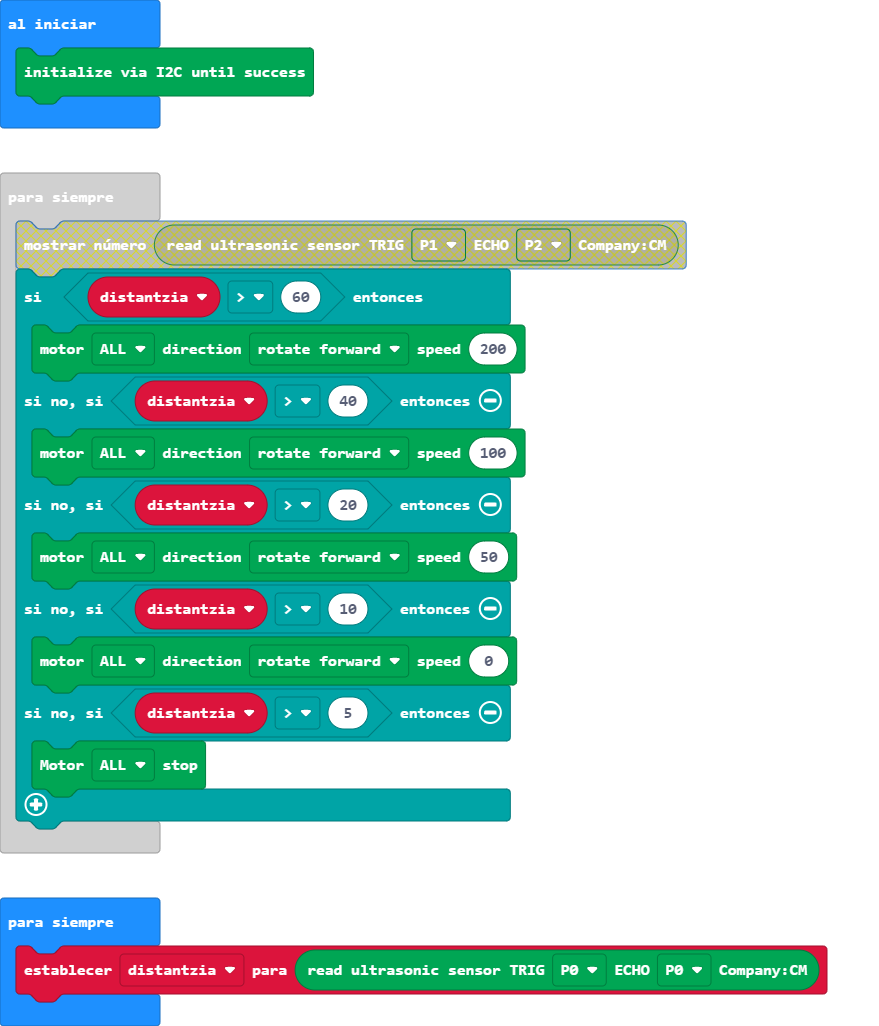 al iniciar
initialize via I2C until success
para siempre
mostrar número read ultrasonic sensor TRIG P1 ECHO P2 Company:CM
si distantzia > 60 entonces
motor ALL direction rotate forward speed 200
si no, si distantzia > 40 entonces
motor ALL direction rotate forward speed 100
si no, si distantzia > 20 entonces
motor ALL direction rotate forward speed 50
si no, si distantzia > 10 entonces
motor ALL direction rotate forward speed 0
si no, si distantzia > 5 entonces
Motor ALL stop
para siempre
establecer distantzia para read ultrasonic sensor TRIG P0 ECHO P0 Company:CM